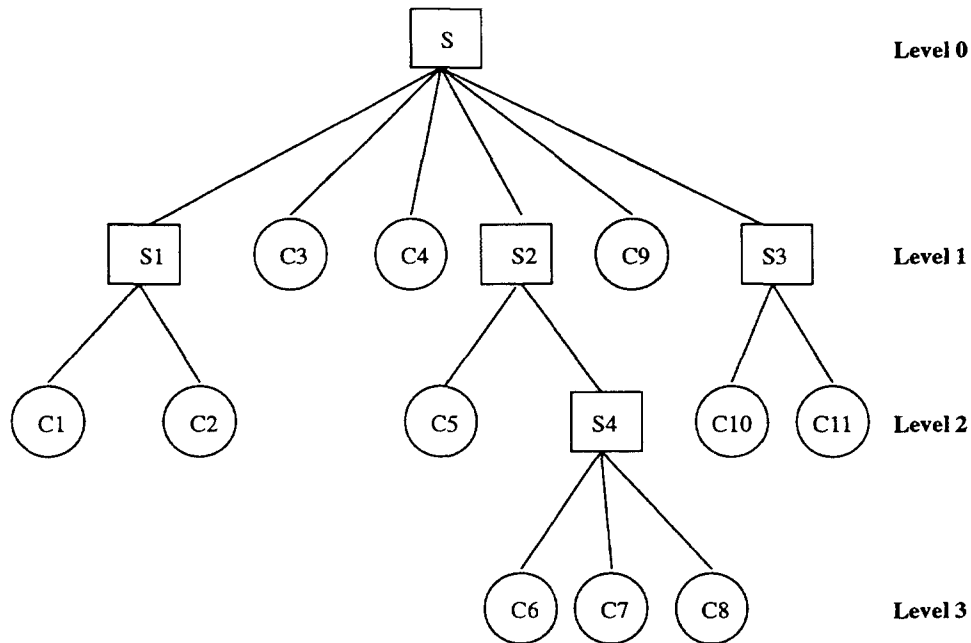 S Level 0
S1 C3 C4 S2 C9 S3 Level 1
C1 C2 C5 S4 C10 C11 Level 2
C6 C7 C8 Level 3